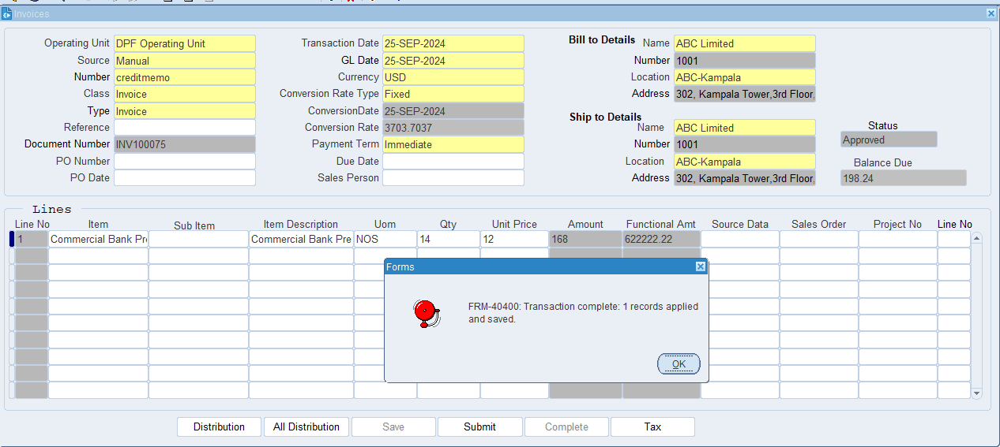 Invoices
Operating Unit DPF Operating Unit
Source Manual
Number creditmemo
Class Invoice
Type Invoice
Reference
Document Number INV100075
PO Number
PO Date
Transaction Date 25-SEP-2024
GL Date 25-SEP-2024
Currency USD
Conversion Rate Type Fixed
ConversionDate 25-SEP-2024
Conversion Rate 3703.7037
Payment Term Immediate
Due Date
Sales Person
Bill to Details Name ABC Limited
Number 1001
Location ABC-Kampala
Address 302, Kampala Tower,3rd Floor,
Ship to Details
Name ABC Limited
Number 1001
Location ABC-Kampala
Address 302, Kampala Tower,3rd Floor,
Status
Approved
Balance Due
198.24
Lines
Line No Item Sub Item Item Description Uom Qty Unit Price Amount Functional Amt Source Data Sales Order Project No Line No
1 Commercial Bank Pre Commercial Bank Pre NOS 14 12 168 622222.22
Forms
FRM-40400: Transaction complete: 1 records applied
and saved.
OK
Distribution All Distribution Save Submit Complete Tax